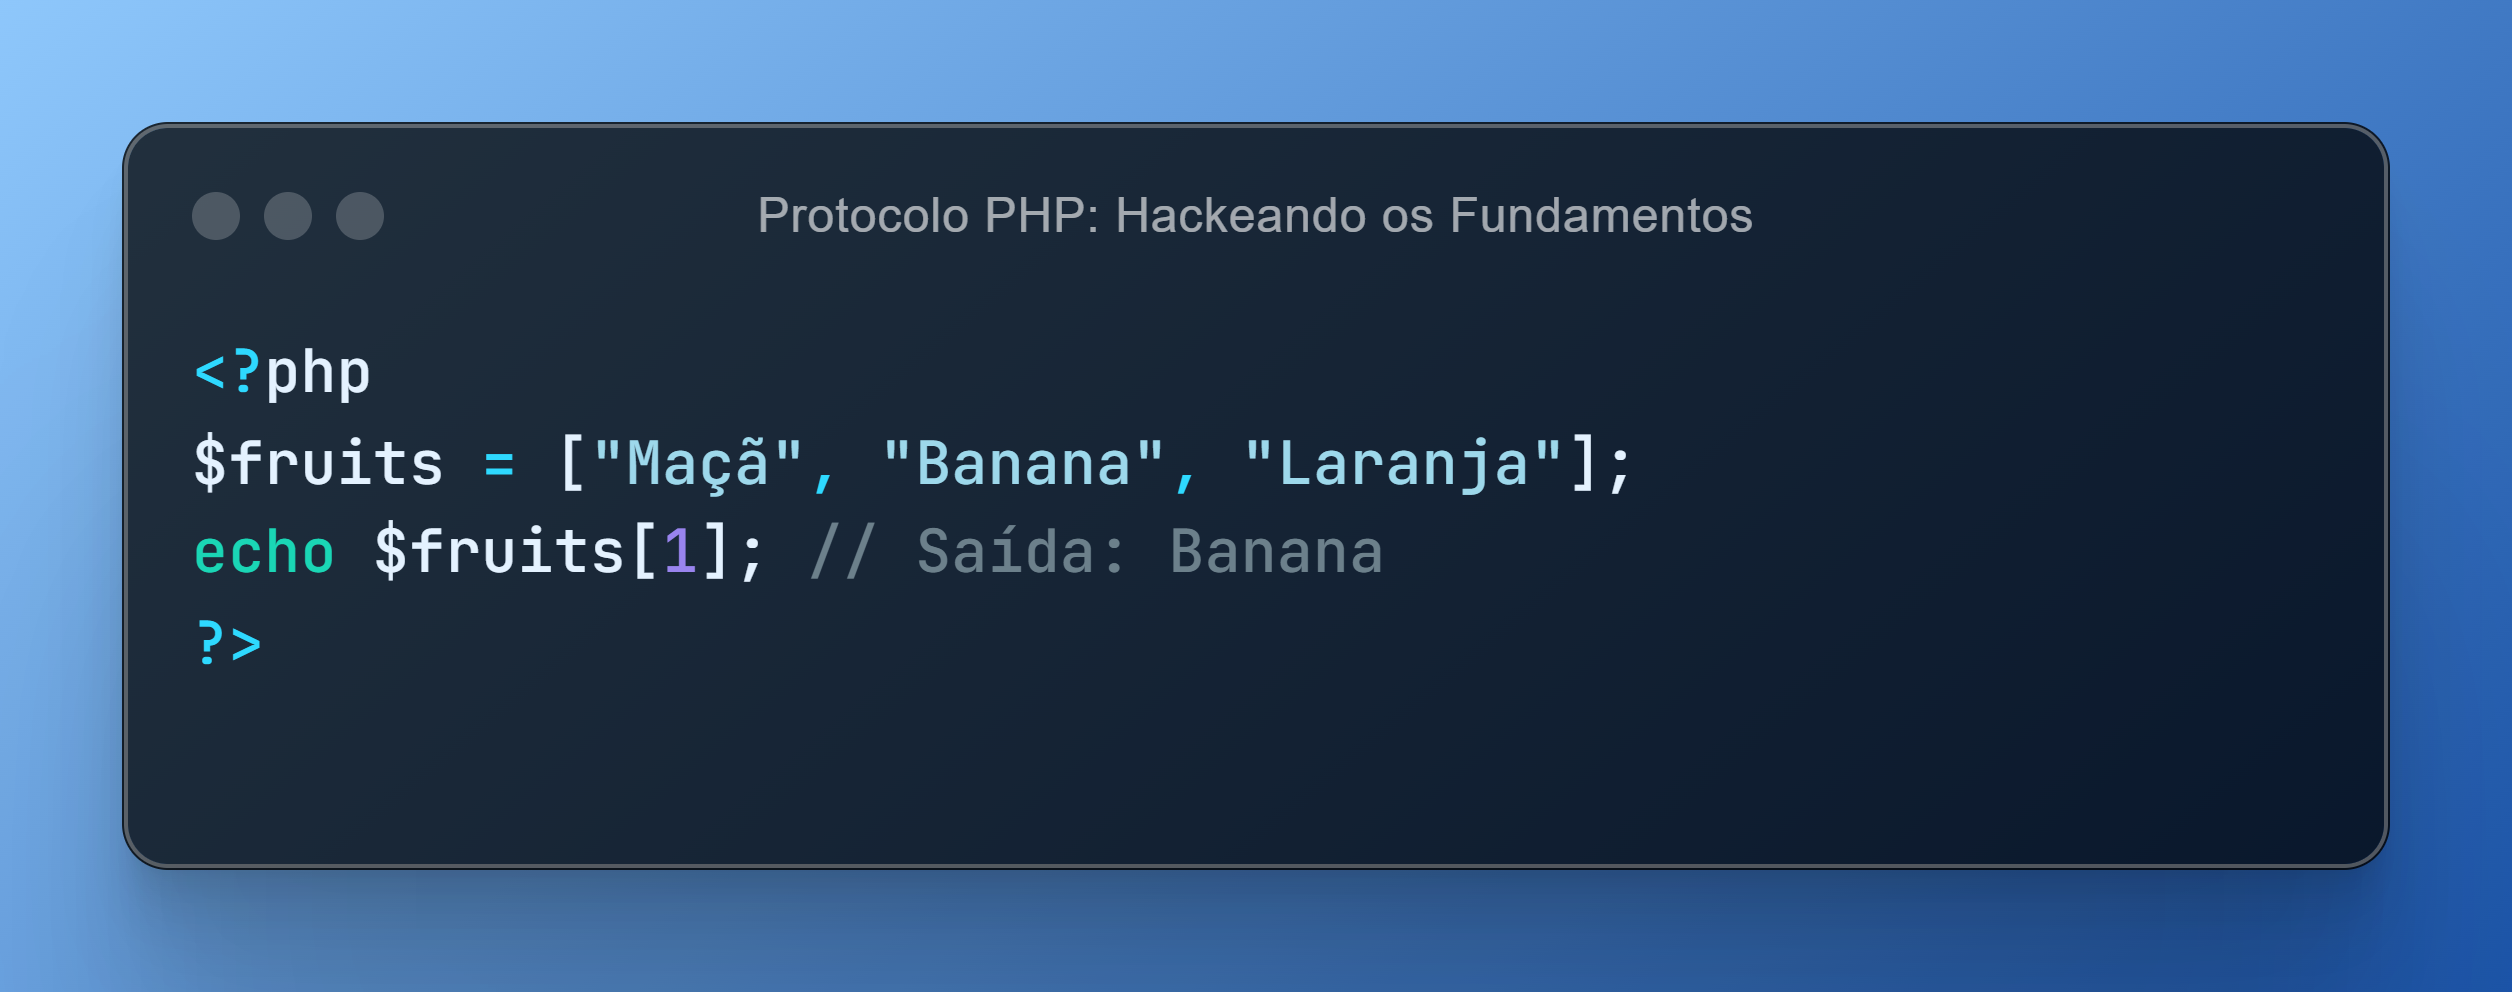 Protocolo PHP: Hackeando os Fundamentos
<?php
$fruits = ["Maçã", "Banana", "Laranja"];
echo $fruits[1]; // Saída: Banana
?>